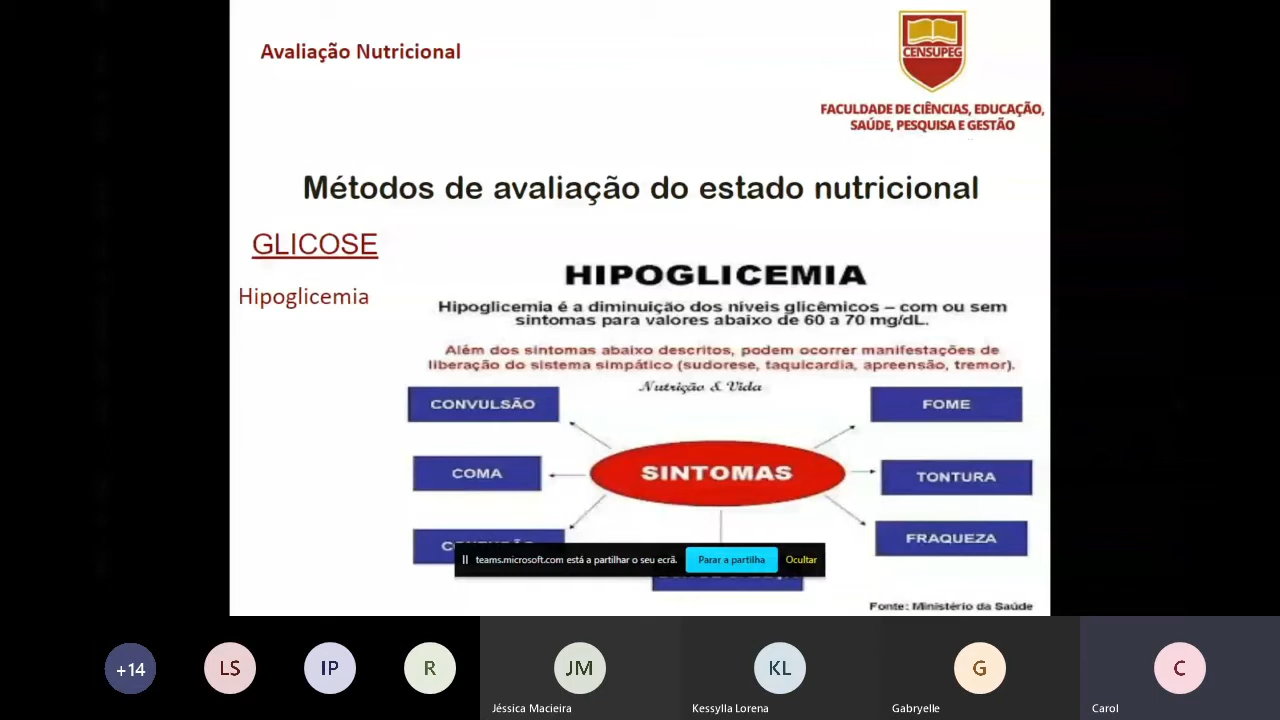 Avaliação Nutricional
CENSUPEG
FACULDADE DE CIÊNCIAS, EDUCAÇÃO,
SAÚDE, PESQUISA E GESTÃO
Métodos de avaliação do estado nutricional
GLICOSE
Hipoglicemia
HIPOGLICEMIA
Hipoglicemia é a diminuição dos níveis glicêmicos – com ou sem
sintomas para valores abaixo de 60 a 70 mg/dL.
Além dos sintomas abaixo descritos, podem ocorrer manifestações de
liberação do sistema simpático (sudorese, taquicardia, apreensão, tremor).
Nutrição & Vida
CONVULSÃO
FOME
COMA
SINTOMAS
TONTURA
FRAQUEZA
teams.microsoft.com está a partilhar o seu ecrã.
Parar a partilha
Ocultar
Fonte: Ministério da Saúde
+14
LS
IP
R
JM
KL
G
C
Jéssica Macieira
Kessylla Lorena
Gabryelle
Carol